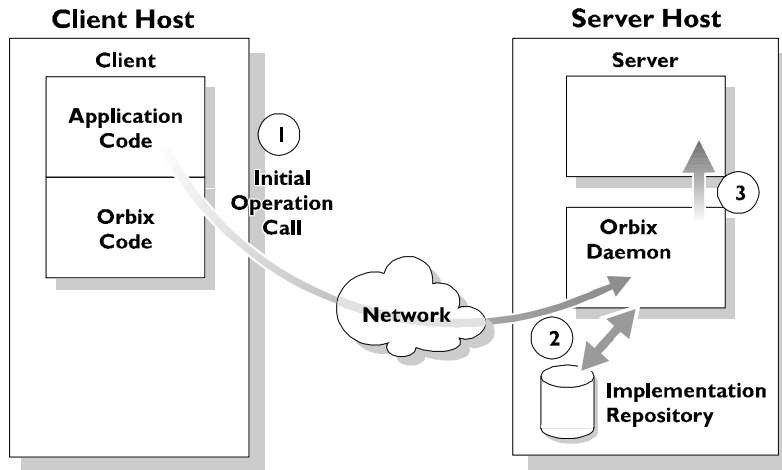 Client Host
Server Host
Client
Server
Application
Code
1
Initial
Operation
Call
Orbix
Code
3
Orbix
Daemon
Network
2
Implementation
Repository